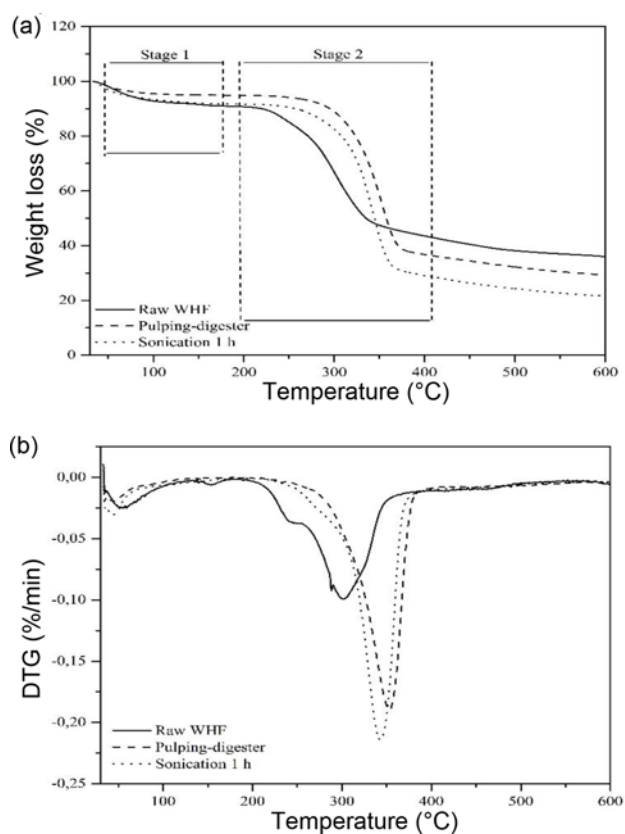 (a)
Stage 1
Stage 2
Weight loss (%)
100
80
60
40
20
0
Raw WHF
Pulping-digester
Sonication 1 h
100
200
300
400
500
600
Temperature (°C)
(b)
DTG (%/min)
0,00
-0,05
-0,10
-0,15
-0,20
-0,25
Raw WHF
Pulping-digester
Sonication 1 h
100
200
300
400
500
600
Temperature (°C)